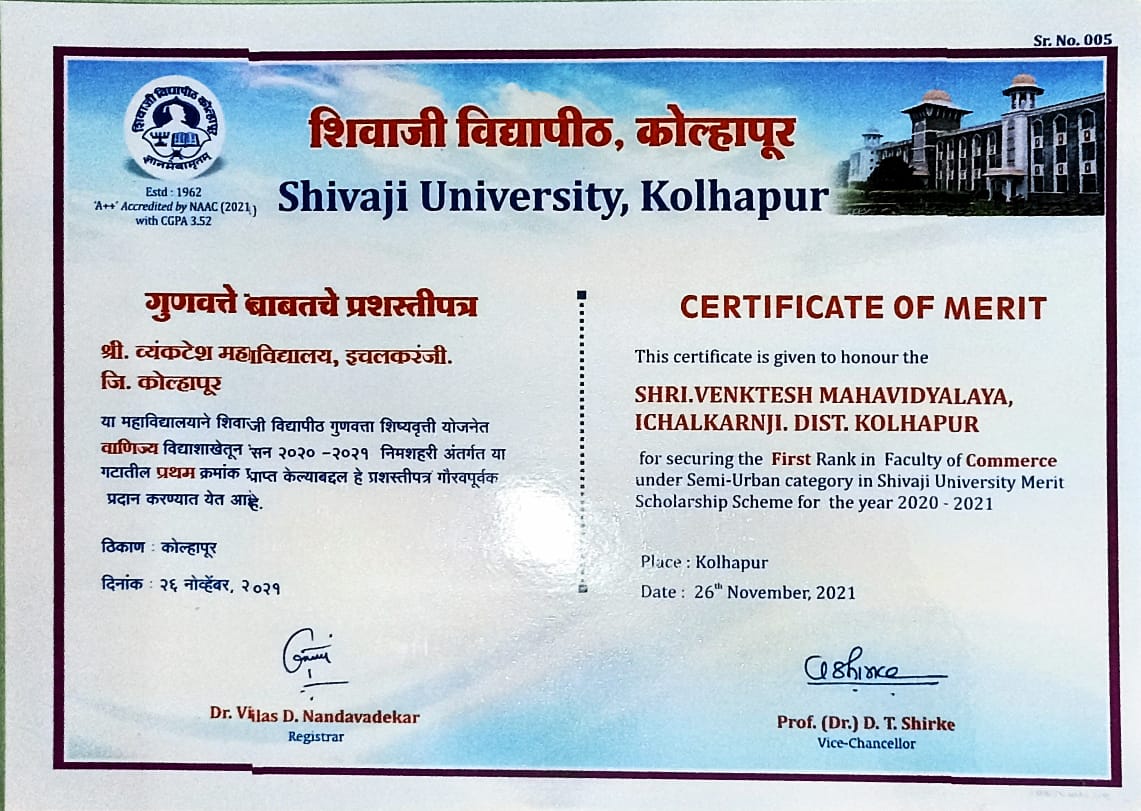 Sr. No. 005
शिवाजी विद्यापीठ कोल्हापूर
ज्ञानमेवामृतम्
Estd : 1962
'A++' Accredited by NAAC (2021)
with CGPA 3.52
शिवाजी विद्यापीठ, कोल्हापूर
Shivaji University, Kolhapur
गुणवत्ते बाबतचे प्रशस्तीपत्र
श्री. व्यंकटेश महाविद्यालय, इचलकरंजी.
जि. कोल्हापूर
या महाविद्यालयाने शिवाजी विद्यापीठ गुणवत्ता शिष्यवृत्ती योजनेत
वाणिज्य विद्याशाखेतून सन २०२० -२०२१ निमशहरी अंतर्गत या
गटातील प्रथम क्रमांक प्राप्त केल्याबद्दल हे प्रशस्तीपत्र गौरवपूर्वक
प्रदान करण्यात येत आहे.
ठिकाण : कोल्हापूर
दिनांक : २६ नोव्हेंबर, २०२१
Dr. Vilas D. Nandavadekar
Registrar
CERTIFICATE OF MERIT
This certificate is given to honour the
SHRI.VENKTESH MAHAVIDYALAYA,
ICHALKARNJI. DIST. KOLHAPUR
for securing the First Rank in Faculty of Commerce
under Semi-Urban category in Shivaji University Merit
Scholarship Scheme for the year 2020 - 2021
Place : Kolhapur
Date : 26th November, 2021
Prof. (Dr.) D. T. Shirke
Vice-Chancellor